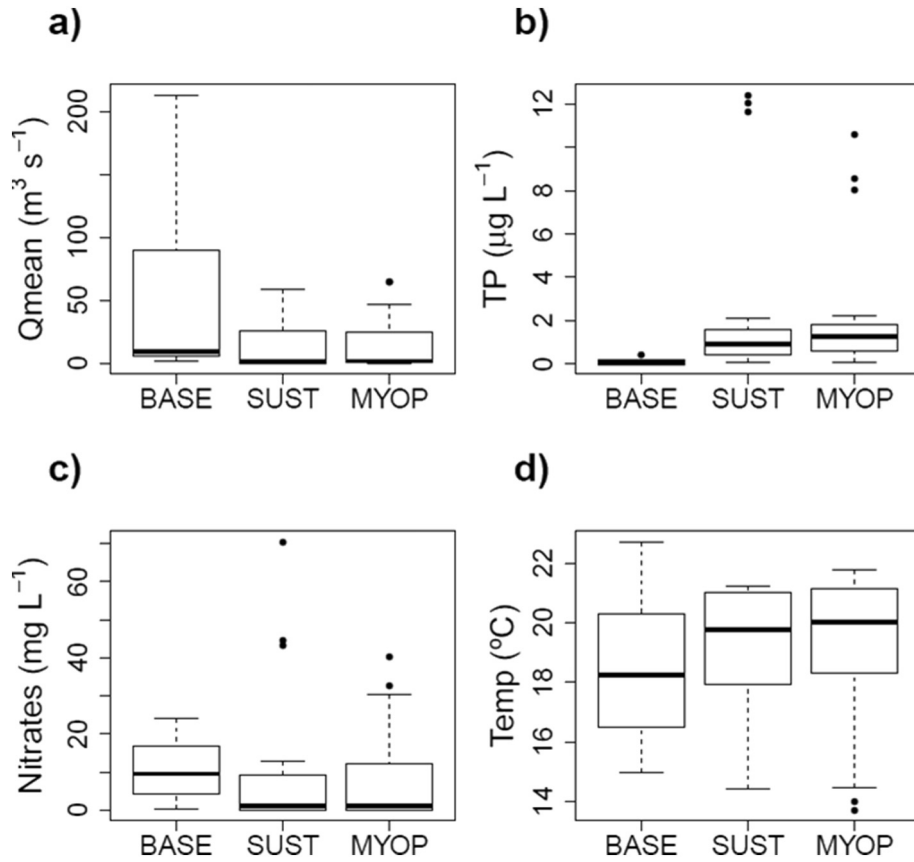 a)
Qmean (m³ s⁻¹)
200
100
50
0
BASE SUST MYOP
b)
TP (µg L⁻¹)
12
10
8
6
4
2
0
BASE SUST MYOP
c)
Nitrates (mg L⁻¹)
60
40
20
0
BASE SUST MYOP
d)
Temp (ºC)
22
20
18
16
14
BASE SUST MYOP